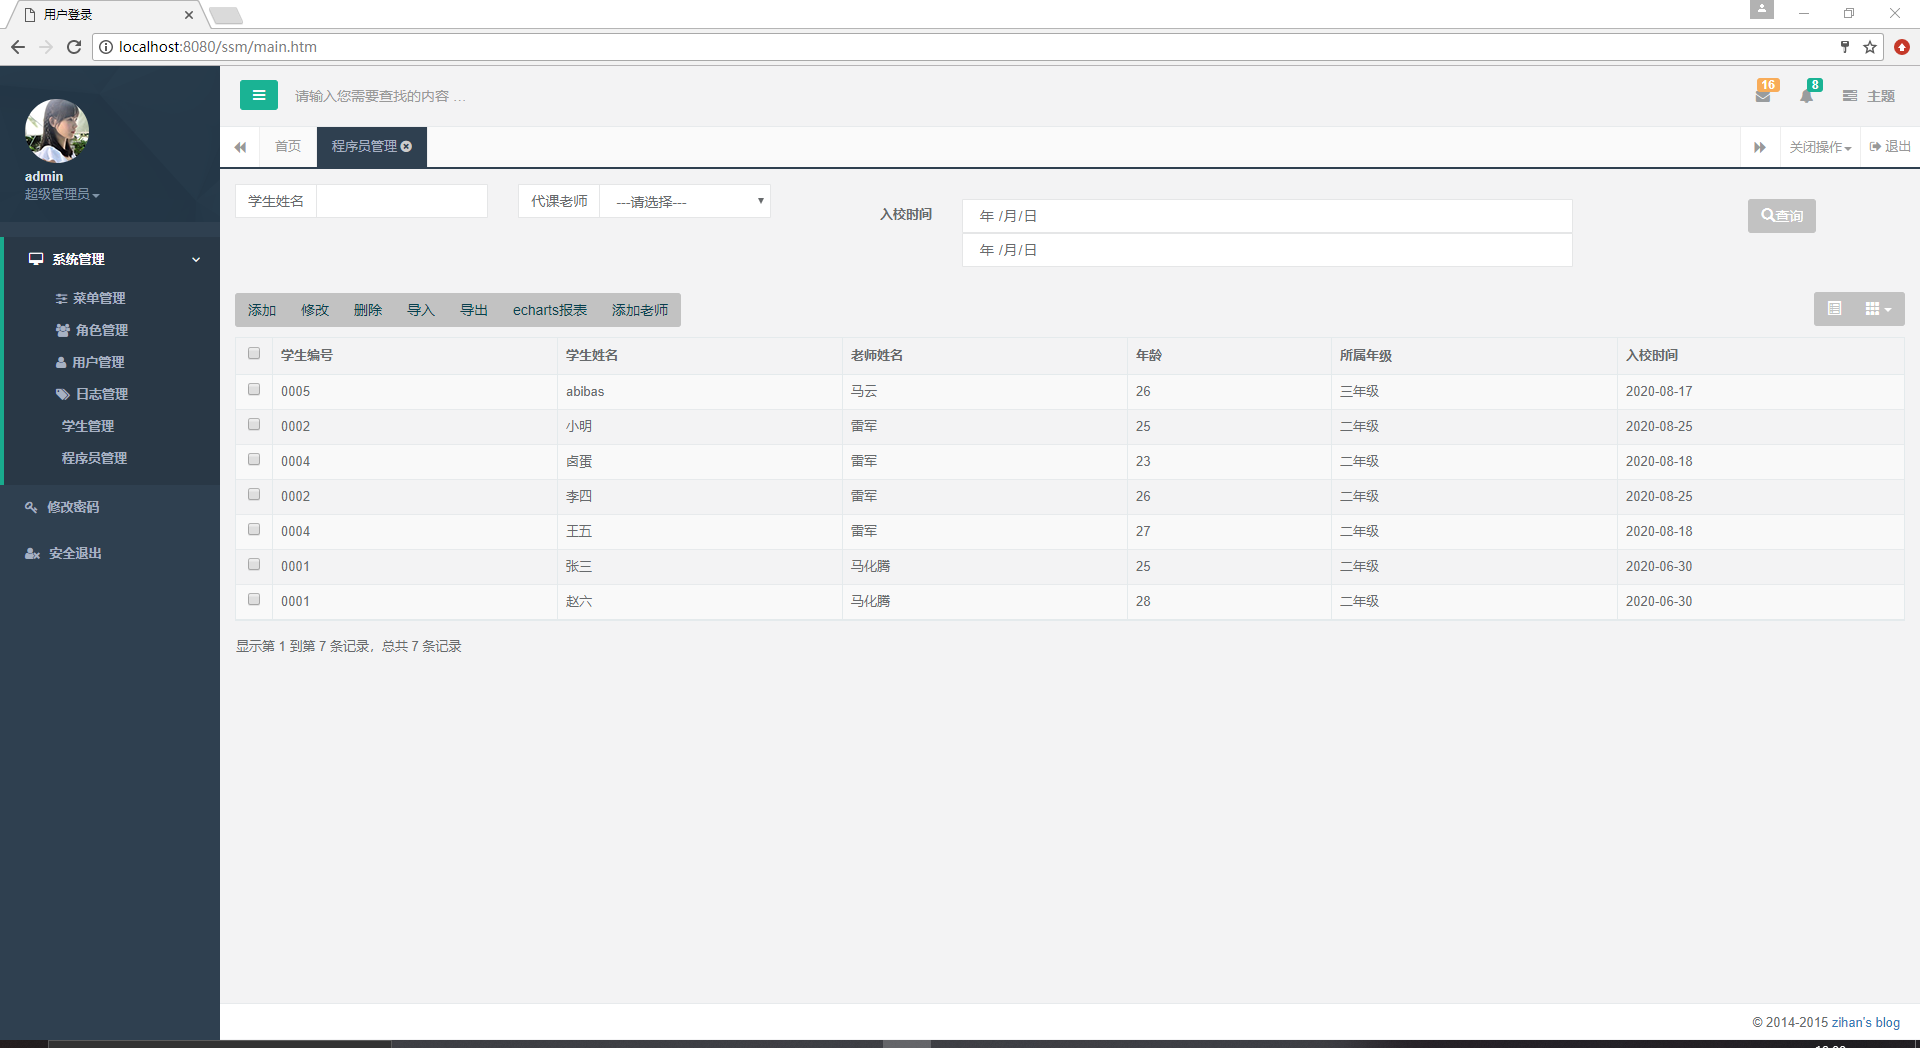 用户登录
localhost:8080/ssm/main.htm
admin
超级管理员
系统管理
菜单管理
角色管理
用户管理
日志管理
学生管理
程序员管理
修改密码
安全退出
请输入您需要查找的内容 …
16
8
主题
首页
程序员管理
关闭操作
退出
学生姓名
代课老师
---请选择---
入校时间
年 /月/日
年 /月/日
查询
添加 修改 删除 导入 导出 echarts报表 添加老师
学生编号 学生姓名 老师姓名 年龄 所属年级 入校时间
0005 abibas 马云 26 三年级 2020-08-17
0002 小明 雷军 25 二年级 2020-08-25
0004 卤蛋 雷军 23 二年级 2020-08-18
0002 李四 雷军 26 二年级 2020-08-25
0004 王五 雷军 27 二年级 2020-08-18
0001 张三 马化腾 25 二年级 2020-06-30
0001 赵六 马化腾 28 二年级 2020-06-30
显示第 1 到第 7 条记录，总共 7 条记录
© 2014-2015 zihan's blog